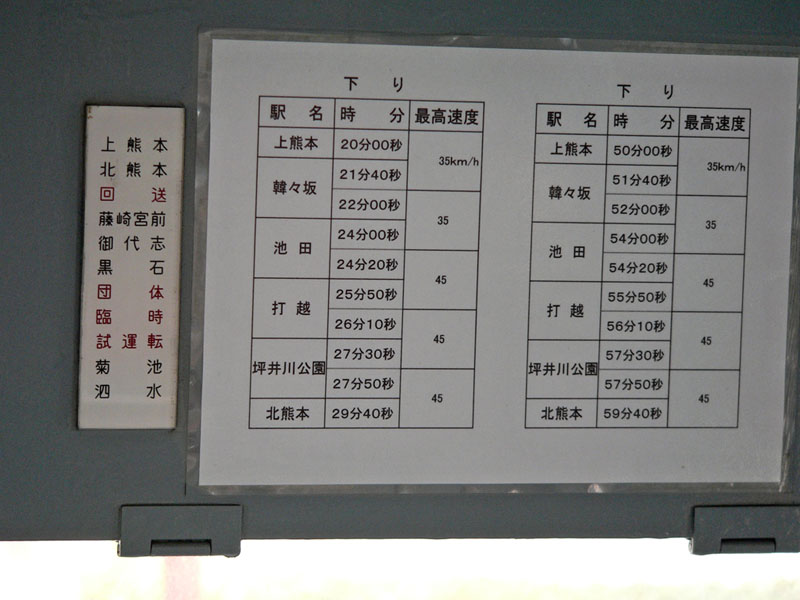 上熊本
北熊本
回送
藤崎宮前
御代志
黒石
団体
臨時
試運転
菊池
泗水
下り
駅名 時分 最高速度
上熊本 20分00秒
35km/h
韓々坂 21分40秒
22分00秒
35
池田 24分00秒
24分20秒
45
打越 25分50秒
26分10秒
45
坪井川公園 27分30秒
27分50秒
45
北熊本 29分40秒
下り
駅名 時分 最高速度
上熊本 50分00秒
35km/h
韓々坂 51分40秒
52分00秒
35
池田 54分00秒
54分20秒
45
打越 55分50秒
56分10秒
45
坪井川公園 57分30秒
57分50秒
45
北熊本 59分40秒